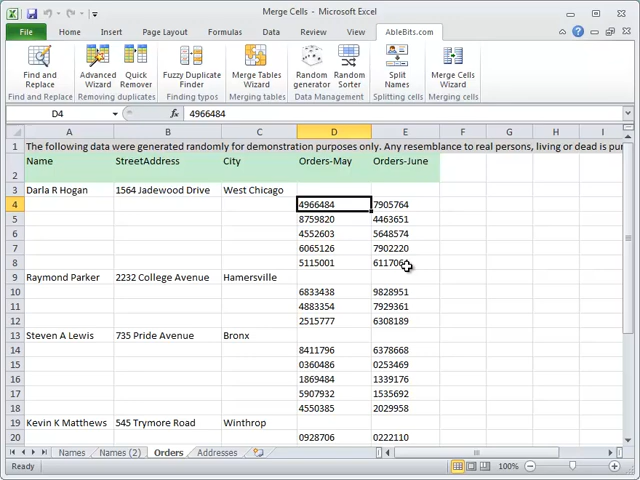 Merge Cells - Microsoft Excel
File Home Insert Page Layout Formulas Data Review View AbleBits.com
Find and Replace
Advanced Wizard
Quick Remover
Fuzzy Duplicate Finder
Merge Tables Wizard
Random generator
Random Sorter
Split Names
Merge Cells Wizard
Find and Replace Removing duplicates Finding typos Merging tables Data Management Splitting cells Merging cells
D4 fx 4966484
A B C D E F G H I
1 The following data were generated randomly for demonstration purposes only. Any resemblance to real persons, living or dead is pur
2 Name StreetAddress City Orders-May Orders-June
3 Darla R Hogan 1564 Jadewood Drive West Chicago
4 4966484 7905764
5 8759820 4463651
6 4552603 5648574
7 6065126 7902220
8 5115001
9 Raymond Parker 2232 College Avenue Hamersville
10 6833438 9828951
11 4883354 7929361
12 2515777 6308189
13 Steven A Lewis 735 Pride Avenue Bronx
14 8411796 6378668
15 0360486 0253469
16 1869484 1339176
17 5907932 1535692
18 4550385 2029958
19 Kevin K Matthews 545 Trymore Road Winthrop
20 0928706 0222110
Names Names (2) Orders Addresses
Ready 100%